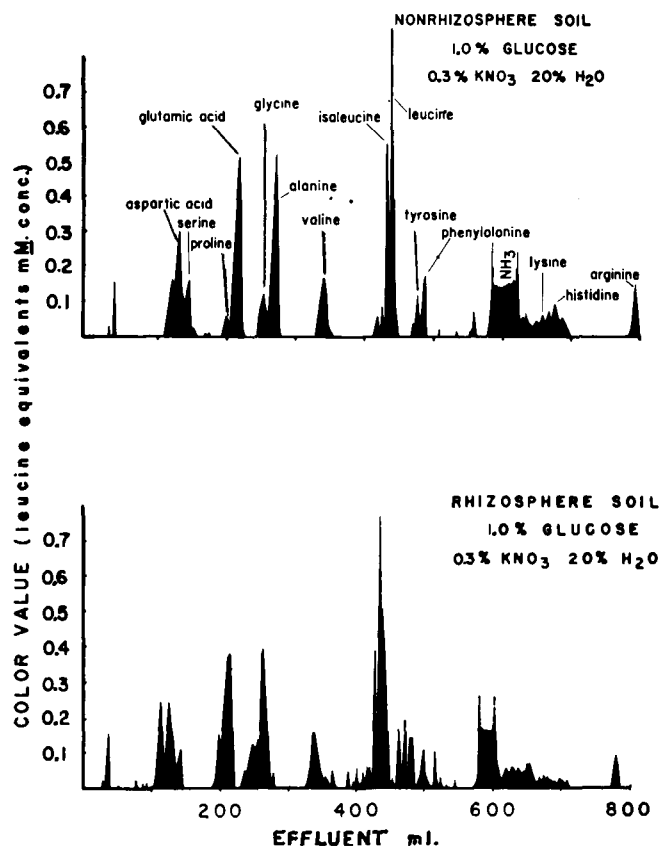 NONRHIZOSPHERE SOIL
1.0% GLUCOSE
0.3% KNO3 20% H2O
0.7
0.6
0.5
0.4
0.3
0.2
0.1
glutamic acid
glycine
isaleucine
leucirre
aspartic acid
serine
proline
alanine
valine
tyrosine
phenylolonine
NH3
lysine
histidine
arginine
COLOR VALUE (leucine equivalents mM. conc.)
RHIZOSPHERE SOIL
1.0% GLUCOSE
0.3% KNO3 20% H2O
0.7
0.6
0.5
0.4
0.3
0.2
0.1
200 400 600 800
EFFLUENT ml.